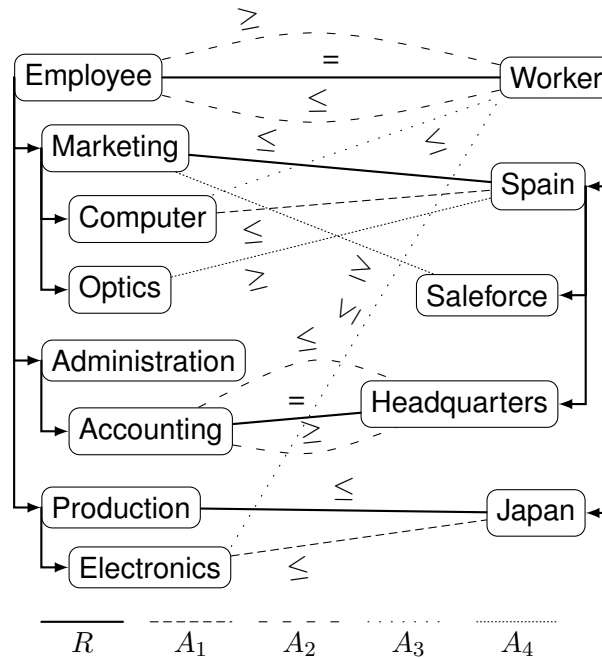 ≥
Employee = Worker
≤
≤ ≤
Marketing
Spain
Computer
≤
Optics ≥ ≥ Saleforce
≤
≤
Administration
Headquarters
=
Accounting ≥
≤
Production Japan
Electronics ≤
R A₁ A₂ A₃ A₄